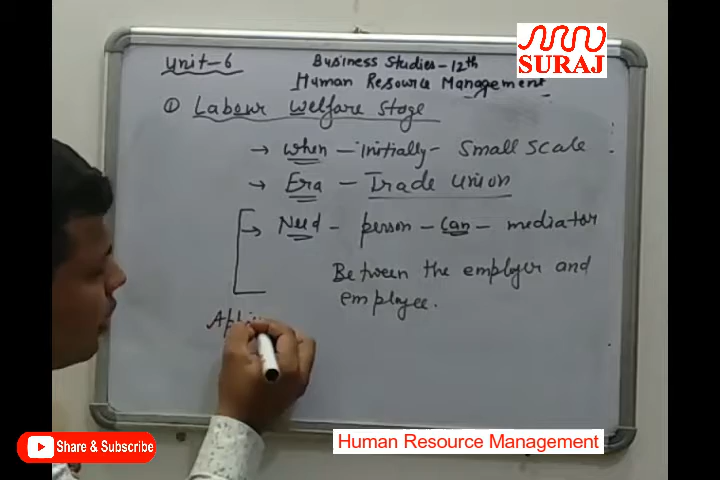 Unit-6
Business Studies-12th
Human Resource Management
SURAJ
① Labour Welfare Stage
→ When - initially - Small Scale
→ Era - Trade Union
→ Need - person - Can - mediator
Between the employer and
employee.
Human Resource Management
Share & Subscribe